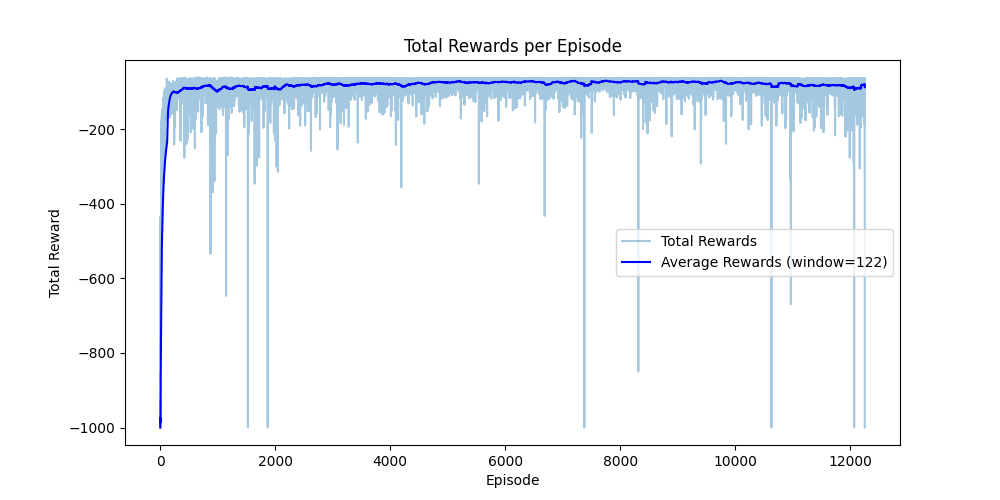 Total Rewards per Episode
Total Reward
−200
−400
−600
−800
−1000
Total Rewards
Average Rewards (window=122)
0
2000
4000
6000
8000
10000
12000
Episode